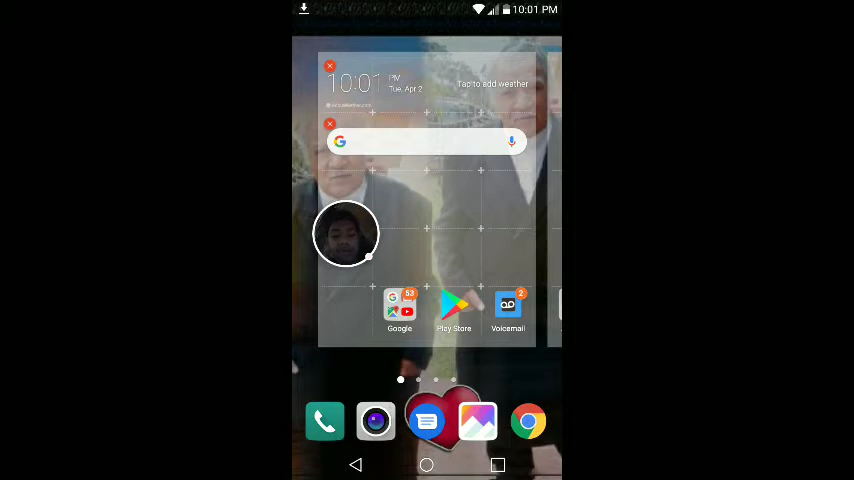 10:01 PM
10:01 PM
Tue, Apr 2
Tap to add weather
53
2
Google
Play Store
Voicemail